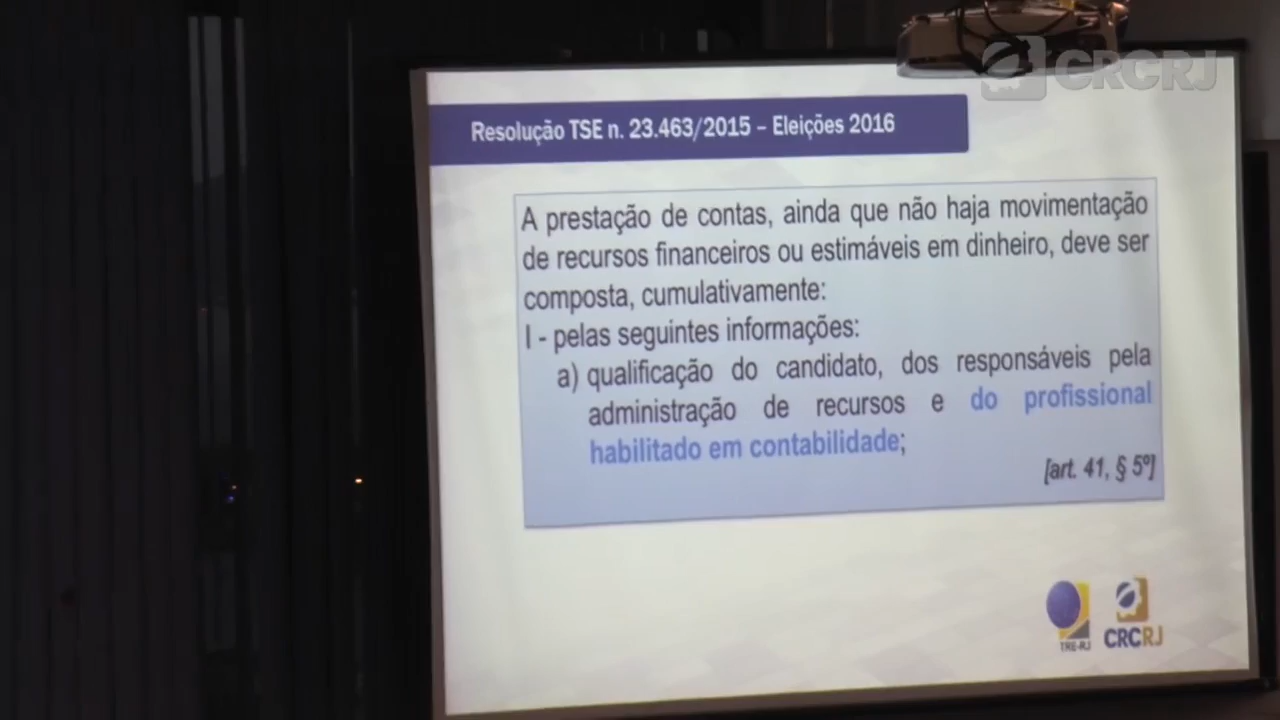 CRCRJ
Resolução TSE n. 23.463/2015 – Eleições 2016
A prestação de contas, ainda que não haja movimentação
de recursos financeiros ou estimáveis em dinheiro, deve ser
composta, cumulativamente:
I - pelas seguintes informações:
a) qualificação do candidato, dos responsáveis pela
administração de recursos e do profissional
habilitado em contabilidade;
[art. 41, § 5º]
TRE-RJ
CRCRJ